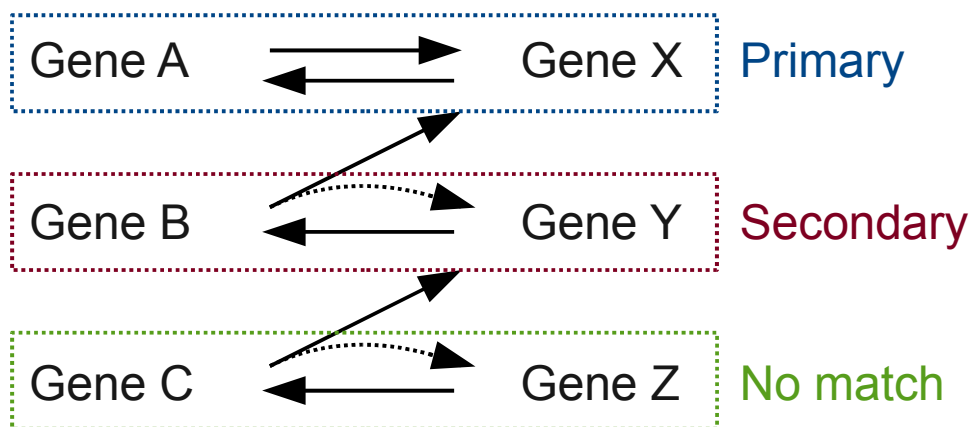 Gene A Gene X Primary
Gene B Gene Y Secondary
Gene C Gene Z No match